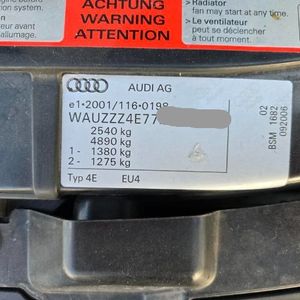 ACHTUNG
WARNING
ATTENTION
Radiator
fan may start at any time
Le ventilateur
peut se déclencher
à tout moment
AUDI AG
e1*2001/116*0198
WAUZZZ4E77
2540 kg
4890 kg
1 - 1380 kg
2 - 1275 kg
Typ 4E EU4
02
BSM 1682
092006